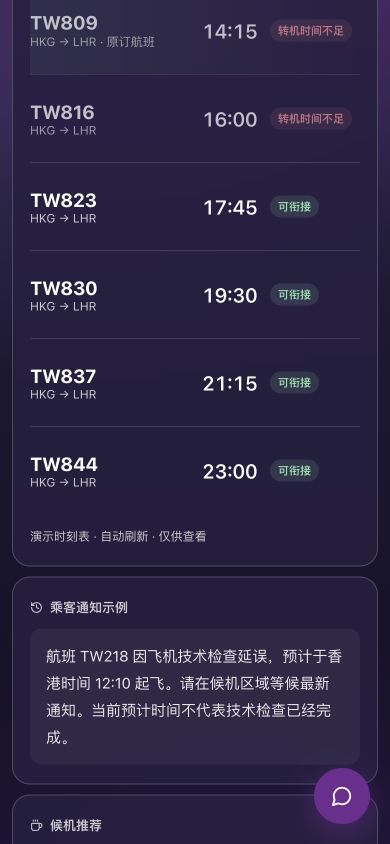 TW809
HKG → LHR · 原订航班
14:15
转机时间不足
TW816
HKG → LHR
16:00
转机时间不足
TW823
HKG → LHR
17:45
可衔接
TW830
HKG → LHR
19:30
可衔接
TW837
HKG → LHR
21:15
可衔接
TW844
HKG → LHR
23:00
可衔接
演示时刻表 · 自动刷新 · 仅供查看
乘客通知示例
航班 TW218 因飞机技术检查延误，预计于香
港时间 12:10 起飞。请在候机区域等候最新
通知。当前预计时间不代表技术检查已经完
成。
候机推荐